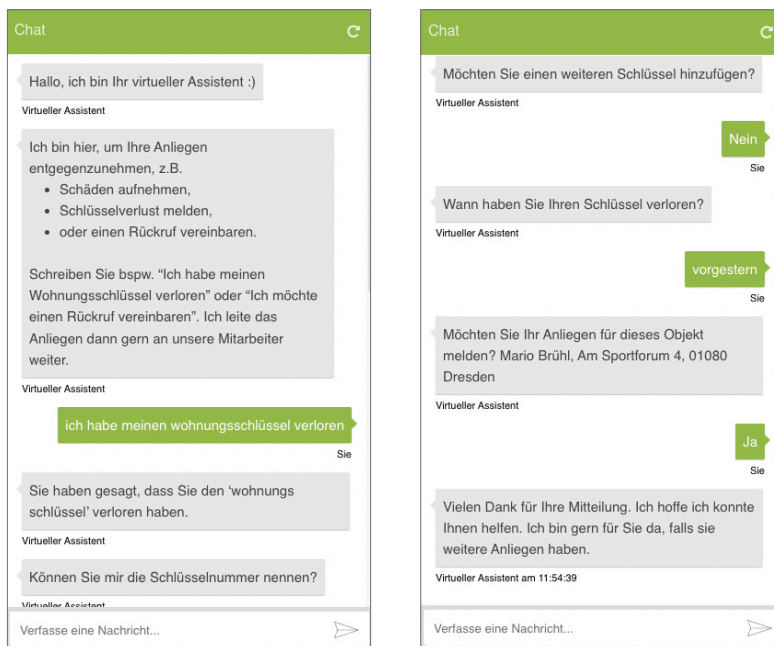 Chat
Hallo, ich bin Ihr virtueller Assistent :)
Virtueller Assistent
Ich bin hier, um Ihre Anliegen
entgegenzunehmen, z.B.
• Schäden aufnehmen,
• Schlüsselverlust melden,
• oder einen Rückruf vereinbaren.
Schreiben Sie bspw. “Ich habe meinen
Wohnungsschlüssel verloren” oder “Ich möchte
einen Rückruf vereinbaren”. Ich leite das
Anliegen dann gern an unsere Mitarbeiter
weiter.
Virtueller Assistent
ich habe meinen wohnungsschlüssel verloren
Sie
Sie haben gesagt, dass Sie den ‘wohnungs
schlüssel’ verloren haben.
Virtueller Assistent
Können Sie mir die Schlüsselnummer nennen?
Virtueller Assistent
Verfasse eine Nachricht...
Chat
Möchten Sie einen weiteren Schlüssel hinzufügen?
Virtueller Assistent
Nein
Sie
Wann haben Sie Ihren Schlüssel verloren?
Virtueller Assistent
vorgestern
Sie
Möchten Sie Ihr Anliegen für dieses Objekt
melden? Mario Brühl, Am Sportforum 4, 01080
Dresden
Virtueller Assistent
Ja
Sie
Vielen Dank für Ihre Mitteilung. Ich hoffe ich konnte
Ihnen helfen. Ich bin gern für Sie da, falls sie
weitere Anliegen haben.
Virtueller Assistent am 11:54:39
Verfasse eine Nachricht...